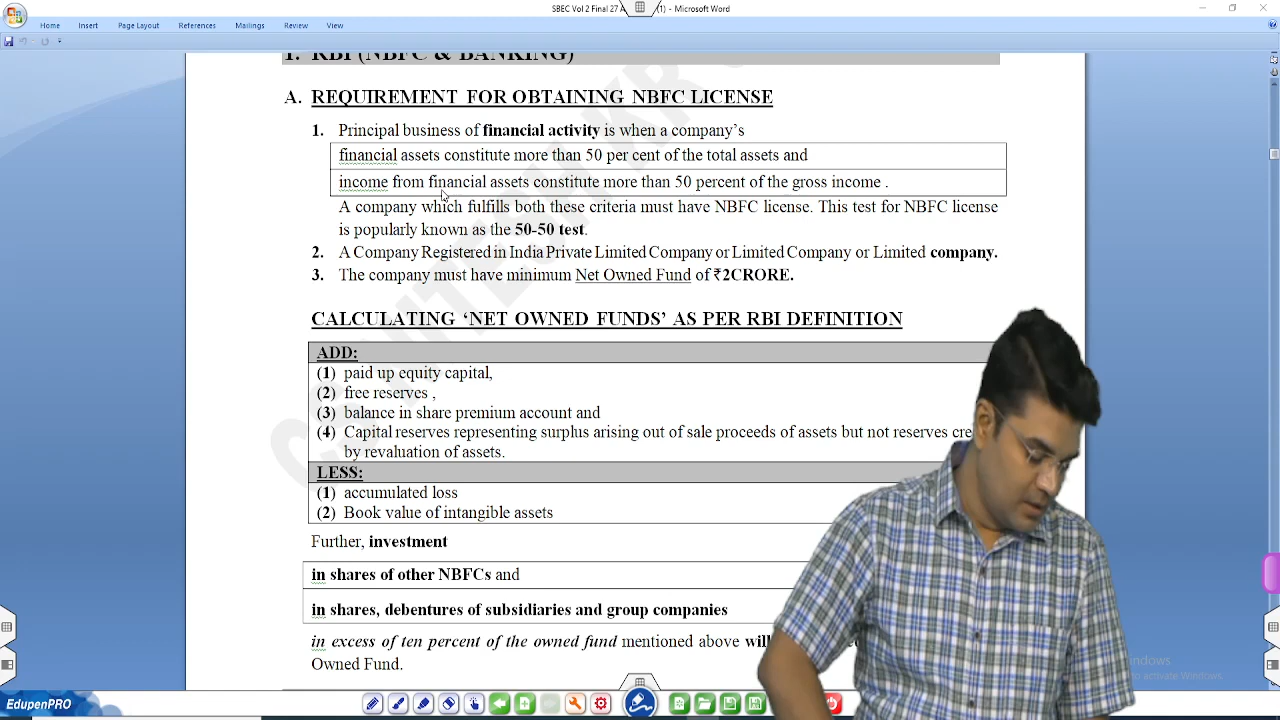 SBEC Vol 2 Final 27 A (1) - Microsoft Word
Home Insert Page Layout References Mailings Review View
1. RBI (NBFC & BANKING)
A. REQUIREMENT FOR OBTAINING NBFC LICENSE
1. Principal business of financial activity is when a company's
financial assets constitute more than 50 per cent of the total assets and
income from financial assets constitute more than 50 percent of the gross income .
A company which fulfills both these criteria must have NBFC license. This test for NBFC license
is popularly known as the 50-50 test.
2. A Company Registered in India Private Limited Company or Limited Company or Limited company.
3. The company must have minimum Net Owned Fund of ₹2CRORE.
CALCULATING ‘NET OWNED FUNDS’ AS PER RBI DEFINITION
ADD:
(1) paid up equity capital,
(2) free reserves ,
(3) balance in share premium account and
(4) Capital reserves representing surplus arising out of sale proceeds of assets but not reserves cre
by revaluation of assets.
LESS:
(1) accumulated loss
(2) Book value of intangible assets
Further, investment
in shares of other NBFCs and
in shares, debentures of subsidiaries and group companies
in excess of ten percent of the owned fund mentioned above will
Owned Fund.
EdupenPRO